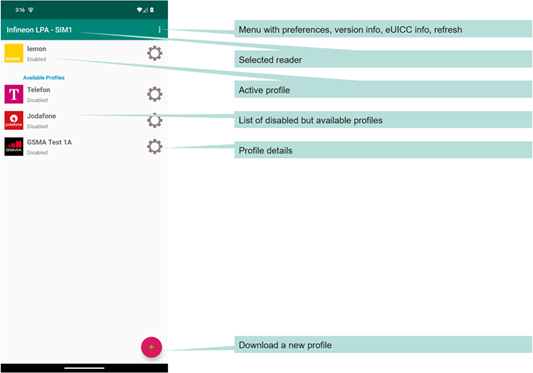 3:16
Infineon LPA - SIM1
Menu with preferences, version info, eUICC info, refresh
lemon
Enabled
Selected reader
Available Profiles
Active profile
T
Telefon
Disabled
Jodafone
Disabled
jodafone
List of disabled but available profiles
GSMA Test 1A
Disabled
GSMA
Profile details
+
Download a new profile